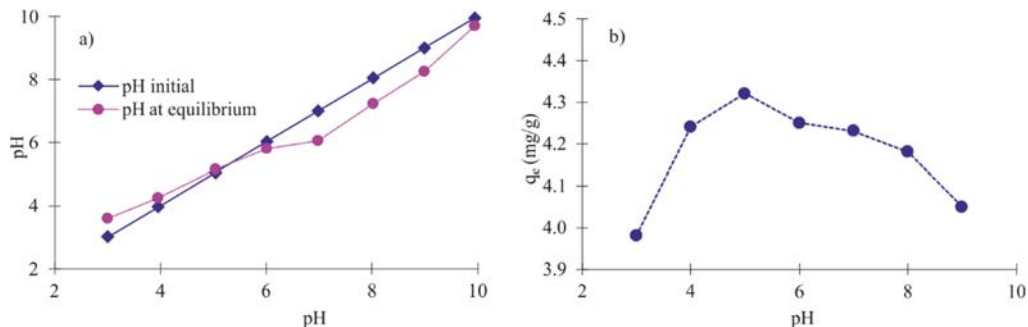 a)
pH initial
pH at equilibrium
10
8
6
4
2
pH
2 4 6 8 10
pH
b)
4.5
4.4
4.3
4.2
4.1
4.0
3.9
qe (mg/g)
2 4 6 8 10
pH